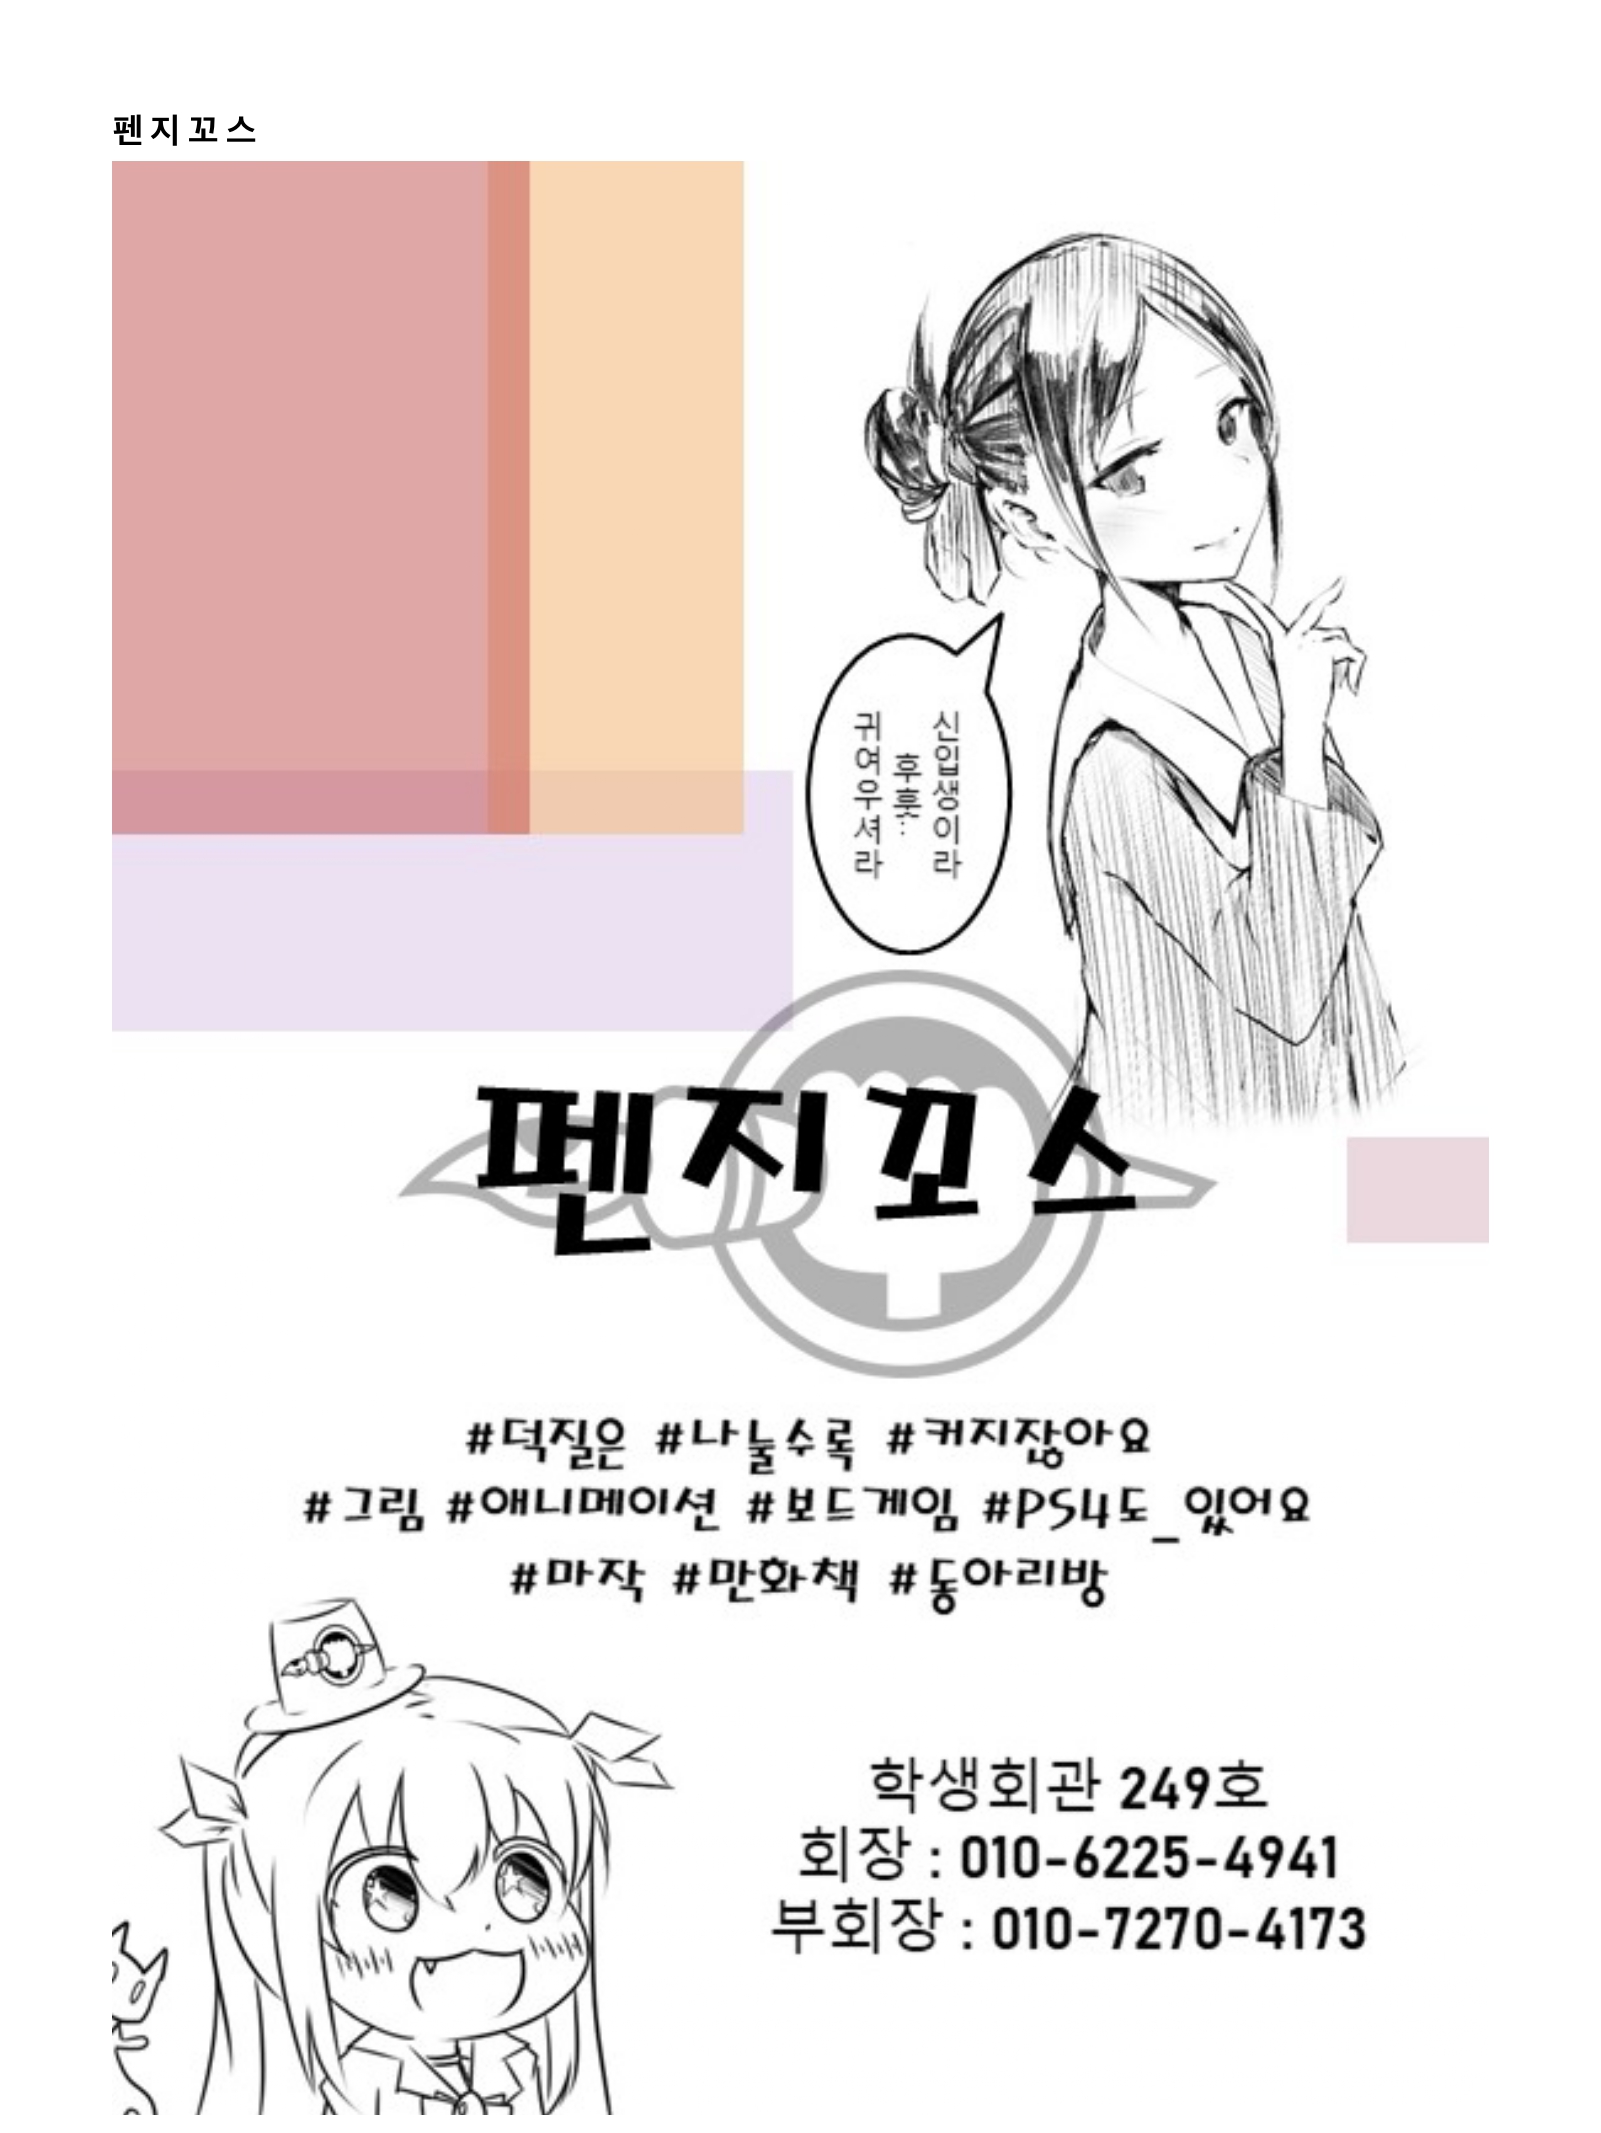 펜지꼬스
신입생이라
후훗...
귀여우셔라
펜지꼬스
#덕질은 #나눌수록 #커지잖아요
#그림 #애니메이션 #보드게임 #PS4도_있어요
#마작 #만화책 #동아리방
학생회관 249호
회장 : 010-6225-4941
부회장 : 010-7270-4173